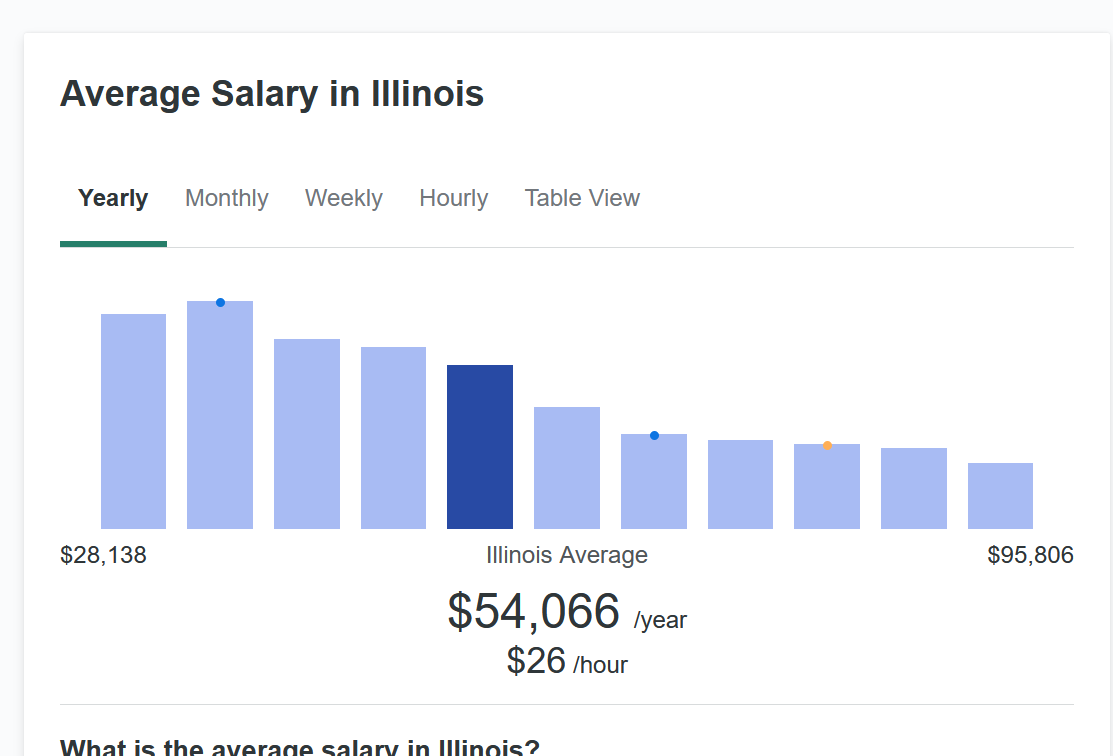 Average Salary in Illinois
Yearly Monthly Weekly Hourly Table View
$28,138 Illinois Average $95,806
$54,066 /year
$26 /hour
What is the average salary in Illinois?